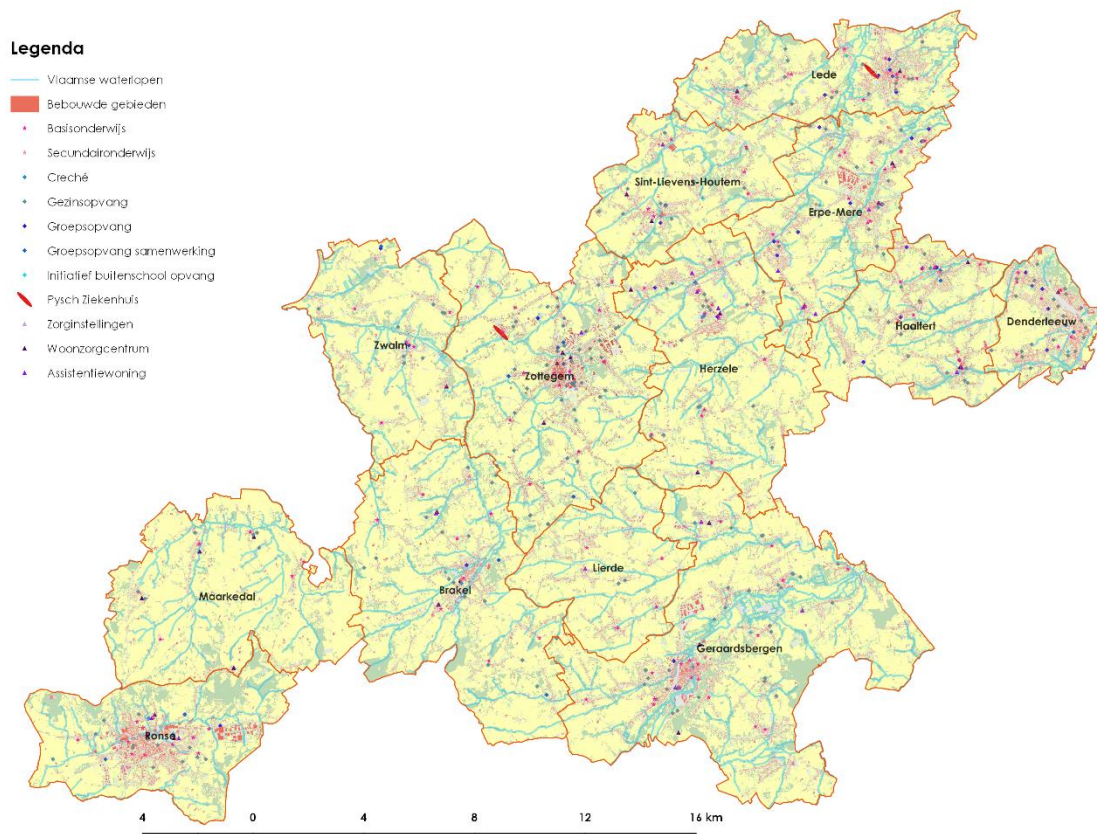 Legenda
Vlaamse waterlopen
Bebouwde gebieden
Basisonderwijs
Secundaironderwijs
Creché
Gezinsopvang
Groepsopvang
Groepsopvang samenwerking
Initiatief buitenschool opvang
Pysch Ziekenhuis
Zorginstellingen
Woonzorgcentrum
Assistentiewoning
Lede
Sint-Lievens-Houtem
Erpe-Mere
Haaltert
Denderleeuw
Zwalm
Zottegem
Herzele
Maarkedal
Brakel
Lierde
Geraardsbergen
Ronse
4 0 4 8 12 16 km